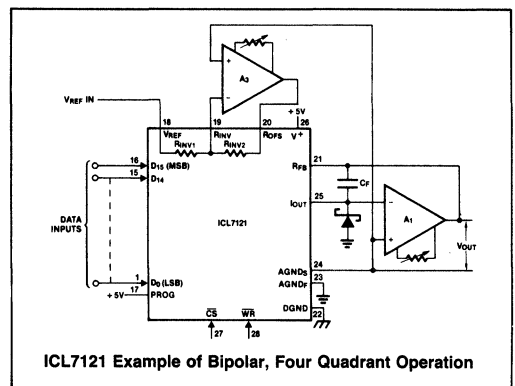 +
A3
−
VREF IN
+5V
18
19
20
26
VREF
RINV
ROFS
V+
RINV1
RINV2
16
D15 (MSB)
15
D14
RFB
21
CF
IOUT
25
−
A1
+
VOUT
DATA
INPUTS
ICL7121
AGNDS
24
AGNDF
23
1
D0 (LSB)
+5V
17
PROG
DGND
22
CS
WR
27
28
ICL7121 Example of Bipolar, Four Quadrant Operation